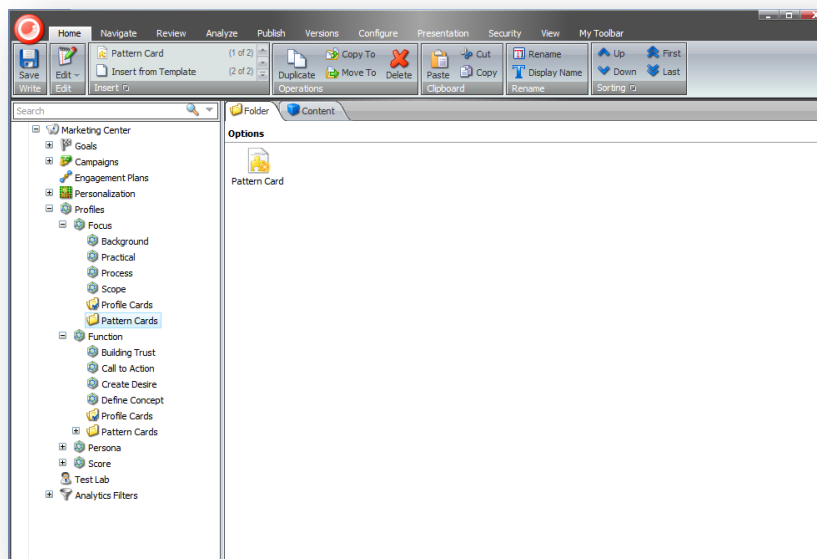 Home Navigate Review Analyze Publish Versions Configure Presentation Security View My Toolbar
Save
Write
Edit
Edit
Pattern Card (1 of 2)
Insert from Template (2 of 2)
Insert
Duplicate
Copy To
Move To
Delete
Operations
Paste
Cut
Copy
Clipboard
Rename
Display Name
Rename
Up First
Down Last
Sorting
Search
Marketing Center
Goals
Campaigns
Engagement Plans
Personalization
Profiles
Focus
Background
Practical
Process
Scope
Profile Cards
Pattern Cards
Function
Building Trust
Call to Action
Create Desire
Define Concept
Profile Cards
Pattern Cards
Persona
Score
Test Lab
Analytics Filters
Folder Content
Options
Pattern Card